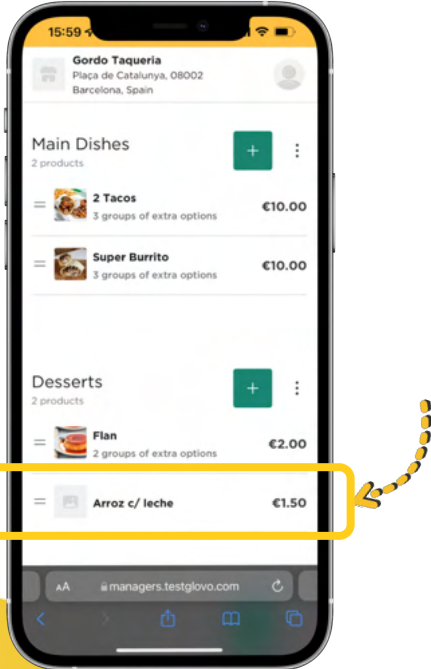 15:59
Gordo Taqueria
Plaça de Catalunya, 08002
Barcelona, Spain
Main Dishes
2 products
+
2 Tacos
3 groups of extra options
€10.00
Super Burrito
3 groups of extra options
€10.00
Desserts
2 products
+
Flan
2 groups of extra options
€2.00
Arroz c/ leche
€1.50
AA
managers.testglovo.com